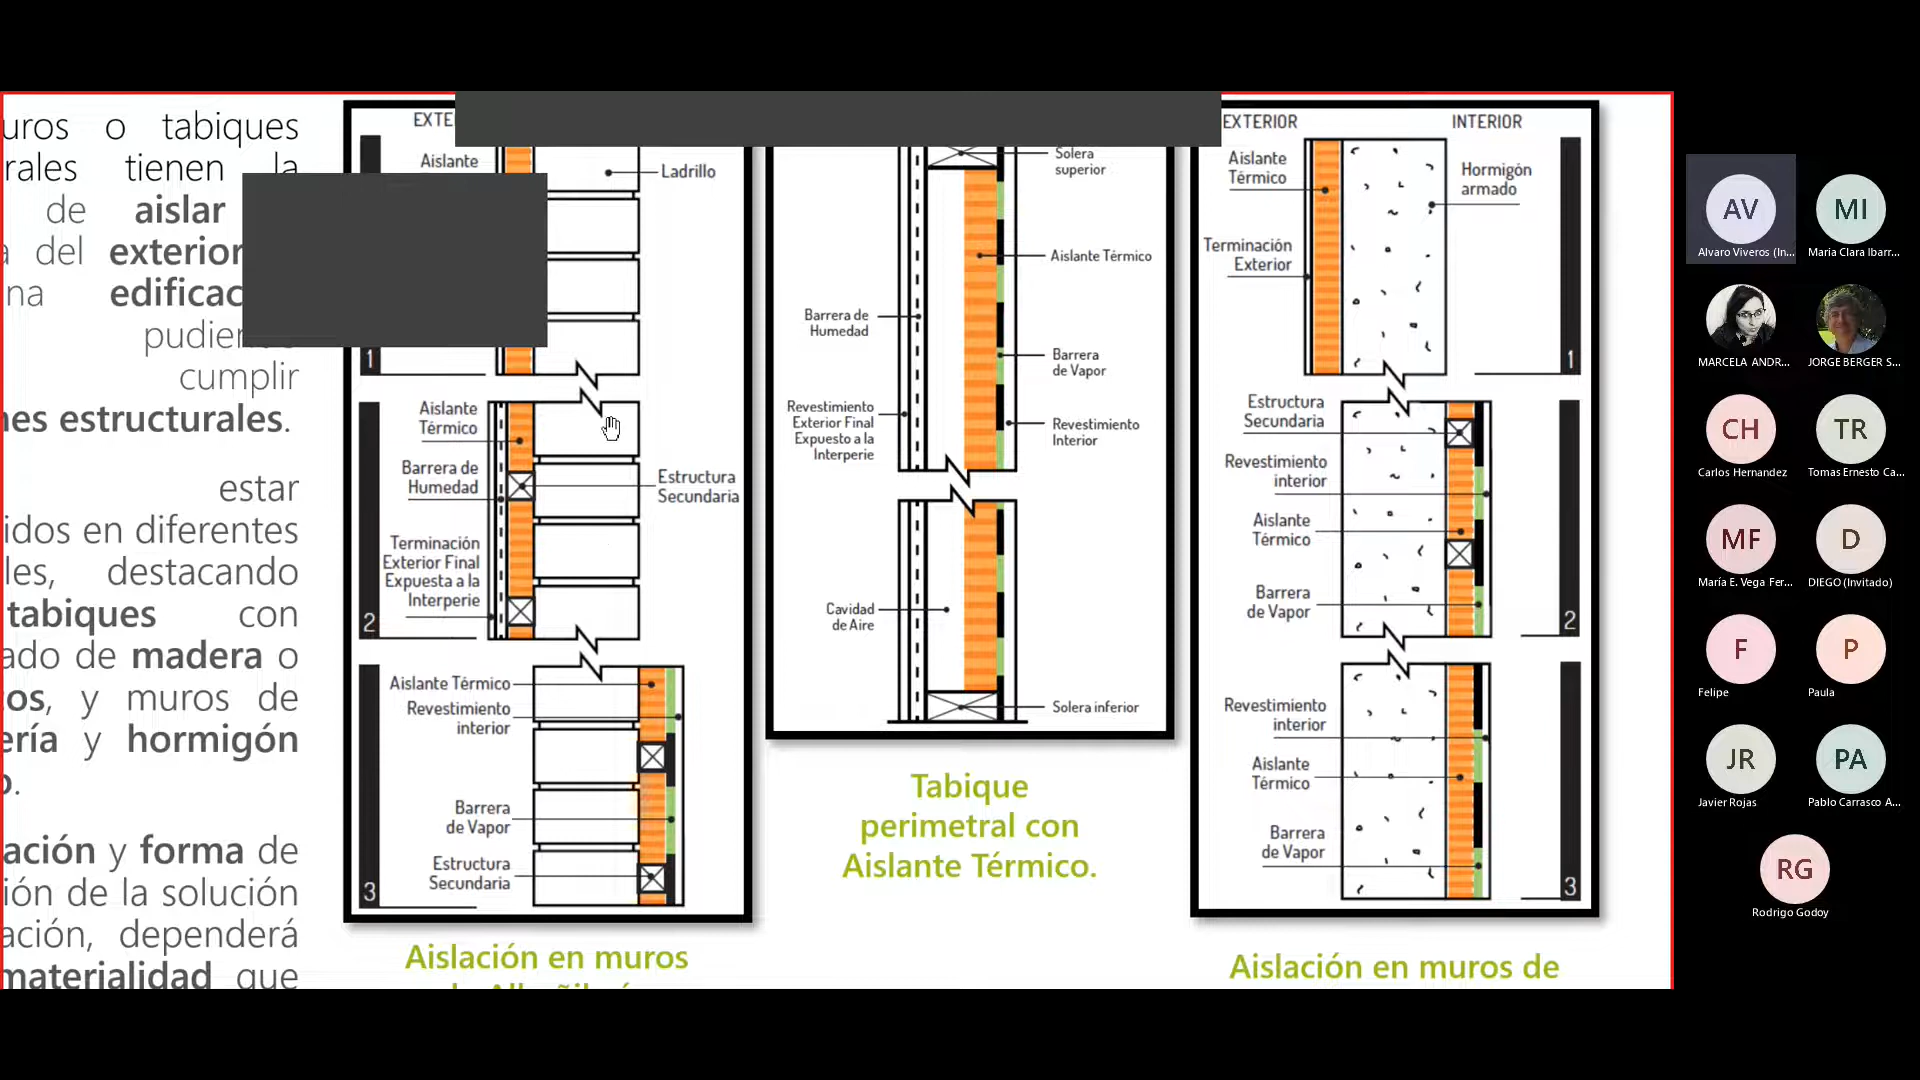 uros o tabiques
rales tienen la
de aislar
del exterior
na
pudien
cumplir
nes estructurales.
estar
idos en diferentes
les, destacando
tabiques con
ado de madera o
os, y muros de
ería y hormigón
ación y forma de
ión de la solución
ación, dependerá
materialidad que
EXTE
Aislante
Ladrillo
1
Aislante
Térmico
Barrera de
Humedad
Estructura
Secundaria
Terminación
Exterior Final
Expuesta a la
Interperie
2
Aislante Térmico
Revestimiento
interior
Barrera
de Vapor
Estructura
Secundaria
3
Aislación en muros
Solera
superior
Aislante Térmico
Barrera de
Humedad
Barrera
de Vapor
Revestimiento
Exterior Final
Expuesto a la
Interperie
Revestimiento
Interior
Cavidad
de Aire
Solera inferior
Tabique
perimetral con
Aislante Térmico.
EXTERIOR INTERIOR
Aislante
Térmico
Hormigón
armado
Terminación
Exterior
1
Estructura
Secundaria
Revestimiento
interior
Aislante
Térmico
Barrera
de Vapor
2
Revestimiento
interior
Aislante
Térmico
Barrera
de Vapor
3
Aislación en muros de
AV MI
Alvaro Viveros (In... Maria Clara Ibarr...
MARCELA ANDR... JORGE BERGER S...
CH TR
Carlos Hernandez Tomas Ernesto Ca...
MF D
María E. Vega Fer... DIEGO (Invitado)
F P
Felipe Paula
JR PA
Javier Rojas Pablo Carrasco A...
RG
Rodrigo Godoy